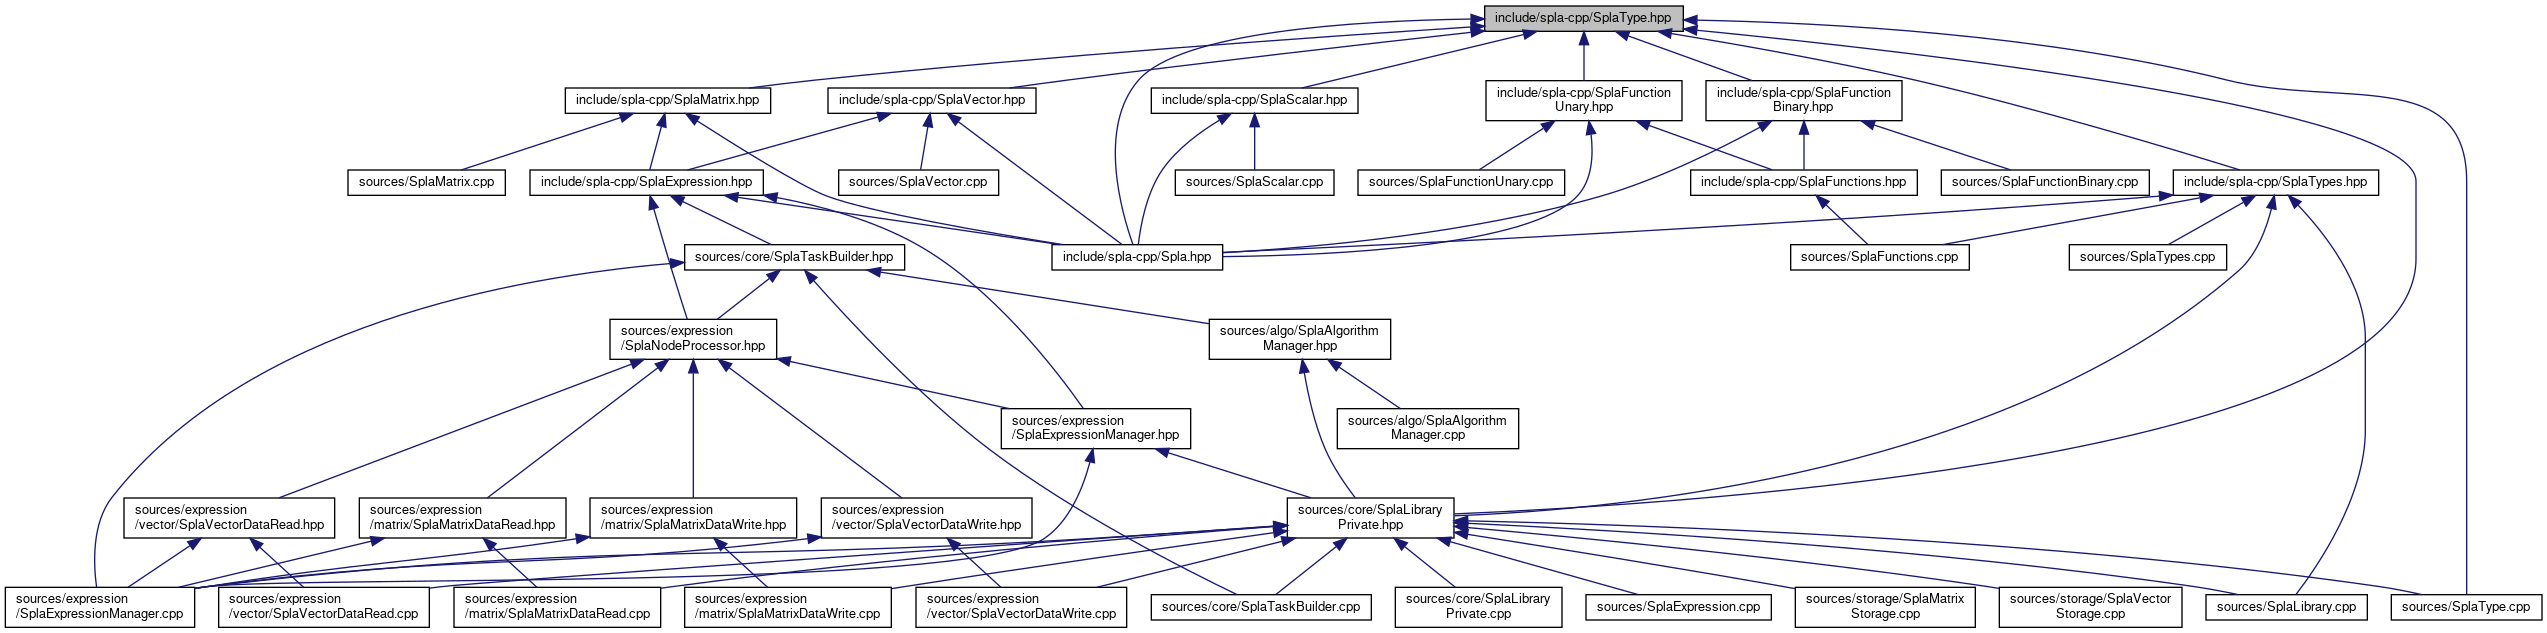 include/spla-cpp/SplaType.hpp
include/spla-cpp/SplaMatrix.hpp
include/spla-cpp/SplaVector.hpp
include/spla-cpp/SplaScalar.hpp
include/spla-cpp/SplaFunction
Unary.hpp
include/spla-cpp/SplaFunction
Binary.hpp
sources/SplaMatrix.cpp
include/spla-cpp/SplaExpression.hpp
sources/SplaVector.cpp
sources/SplaScalar.cpp
sources/SplaFunctionUnary.cpp
include/spla-cpp/SplaFunctions.hpp
sources/SplaFunctionBinary.cpp
include/spla-cpp/SplaTypes.hpp
sources/core/SplaTaskBuilder.hpp
include/spla-cpp/Spla.hpp
sources/SplaFunctions.cpp
sources/SplaTypes.cpp
sources/expression
/SplaNodeProcessor.hpp
sources/algo/SplaAlgorithm
Manager.hpp
sources/expression
/SplaExpressionManager.hpp
sources/algo/SplaAlgorithm
Manager.cpp
sources/expression
/vector/SplaVectorDataRead.hpp
sources/expression
/matrix/SplaMatrixDataRead.hpp
sources/expression
/matrix/SplaMatrixDataWrite.hpp
sources/expression
/vector/SplaVectorDataWrite.hpp
sources/core/SplaLibrary
Private.hpp
sources/expression
/SplaExpressionManager.cpp
sources/expression
/vector/SplaVectorDataRead.cpp
sources/expression
/matrix/SplaMatrixDataRead.cpp
sources/expression
/matrix/SplaMatrixDataWrite.cpp
sources/expression
/vector/SplaVectorDataWrite.cpp
sources/core/SplaTaskBuilder.cpp
sources/core/SplaLibrary
Private.cpp
sources/SplaExpression.cpp
sources/storage/SplaMatrix
Storage.cpp
sources/storage/SplaVector
Storage.cpp
sources/SplaLibrary.cpp
sources/SplaType.cpp